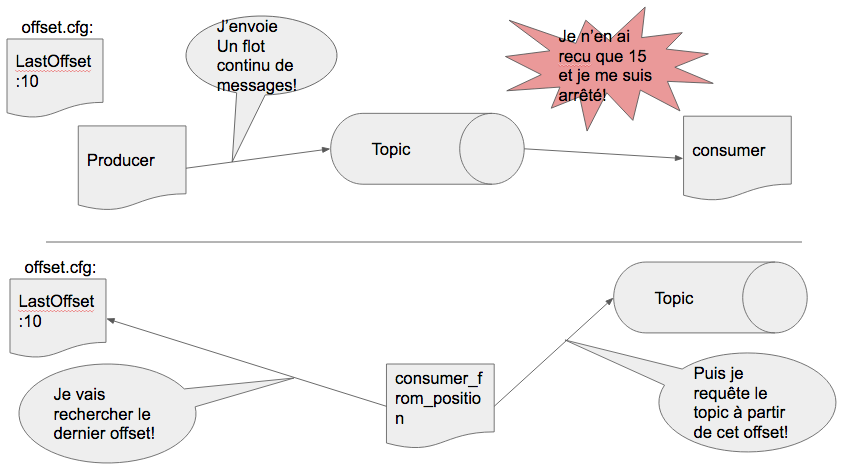 offset.cfg:
LastOffset
:10
J’envoie
Un flot
continu de
messages!
Je n’en ai
recu que 15
et je me suis
arrêté!
Producer
Topic
consumer
offset.cfg:
LastOffset
:10
Topic
Je vais
rechercher le
dernier offset!
consumer_f
rom_positio
n
Puis je
requête le
topic à partir
de cet offset!